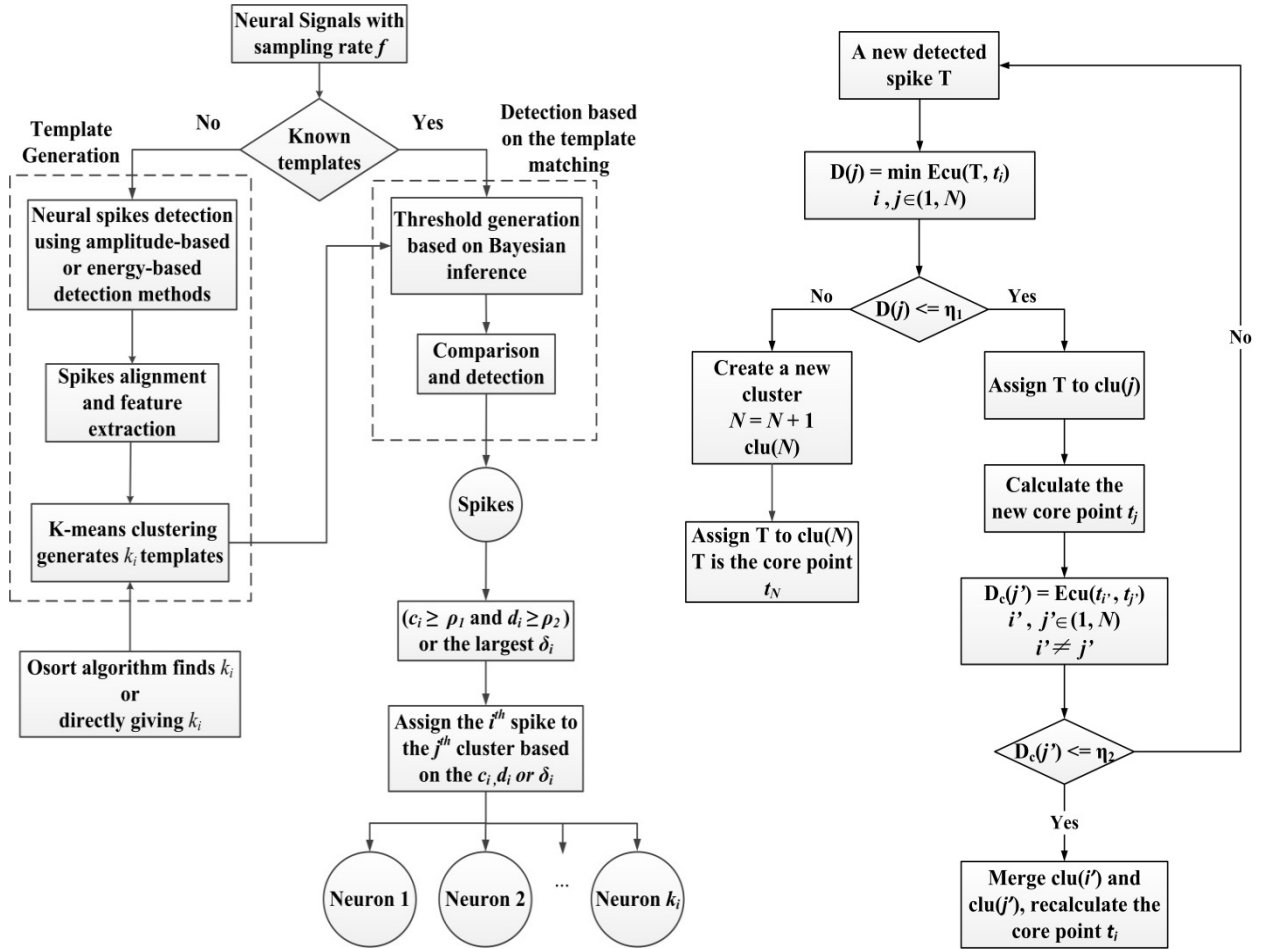 Neural Signals with
sampling rate f
No
Yes
Known
templates
Template
Generation
Detection based
on the template
matching
Neural spikes detection
using amplitude-based
or energy-based
detection methods
Spikes alignment
and feature
extraction
K-means clustering
generates kᵢ templates
Osort algorithm finds kᵢ
or
directly giving kᵢ
Threshold generation
based on Bayesian
inference
Comparison
and detection
Spikes
(cᵢ ≥ ρ₁ and dᵢ ≥ ρ₂)
or the largest δᵢ
Assign the iᵗʰ spike to
the jᵗʰ cluster based
on the cᵢ,dᵢ or δᵢ
Neuron 1
Neuron 2
...
Neuron kᵢ
A new detected
spike T
D(j) = min Ecu(T, tᵢ)
i , j∈(1, N)
No
Yes
D(j) <= η₁
Create a new
cluster
N = N + 1
clu(N)
Assign T to clu(N)
T is the core point
t_N
Assign T to clu(j)
Calculate the
new core point tⱼ
D_c(j’) = Ecu(t_i’, t_j’)
i’ , j’∈(1, N)
i’ ≠ j’
D_c(j’) <= η₂
No
Yes
Merge clu(i’) and
clu(j’), recalculate the
core point tᵢ